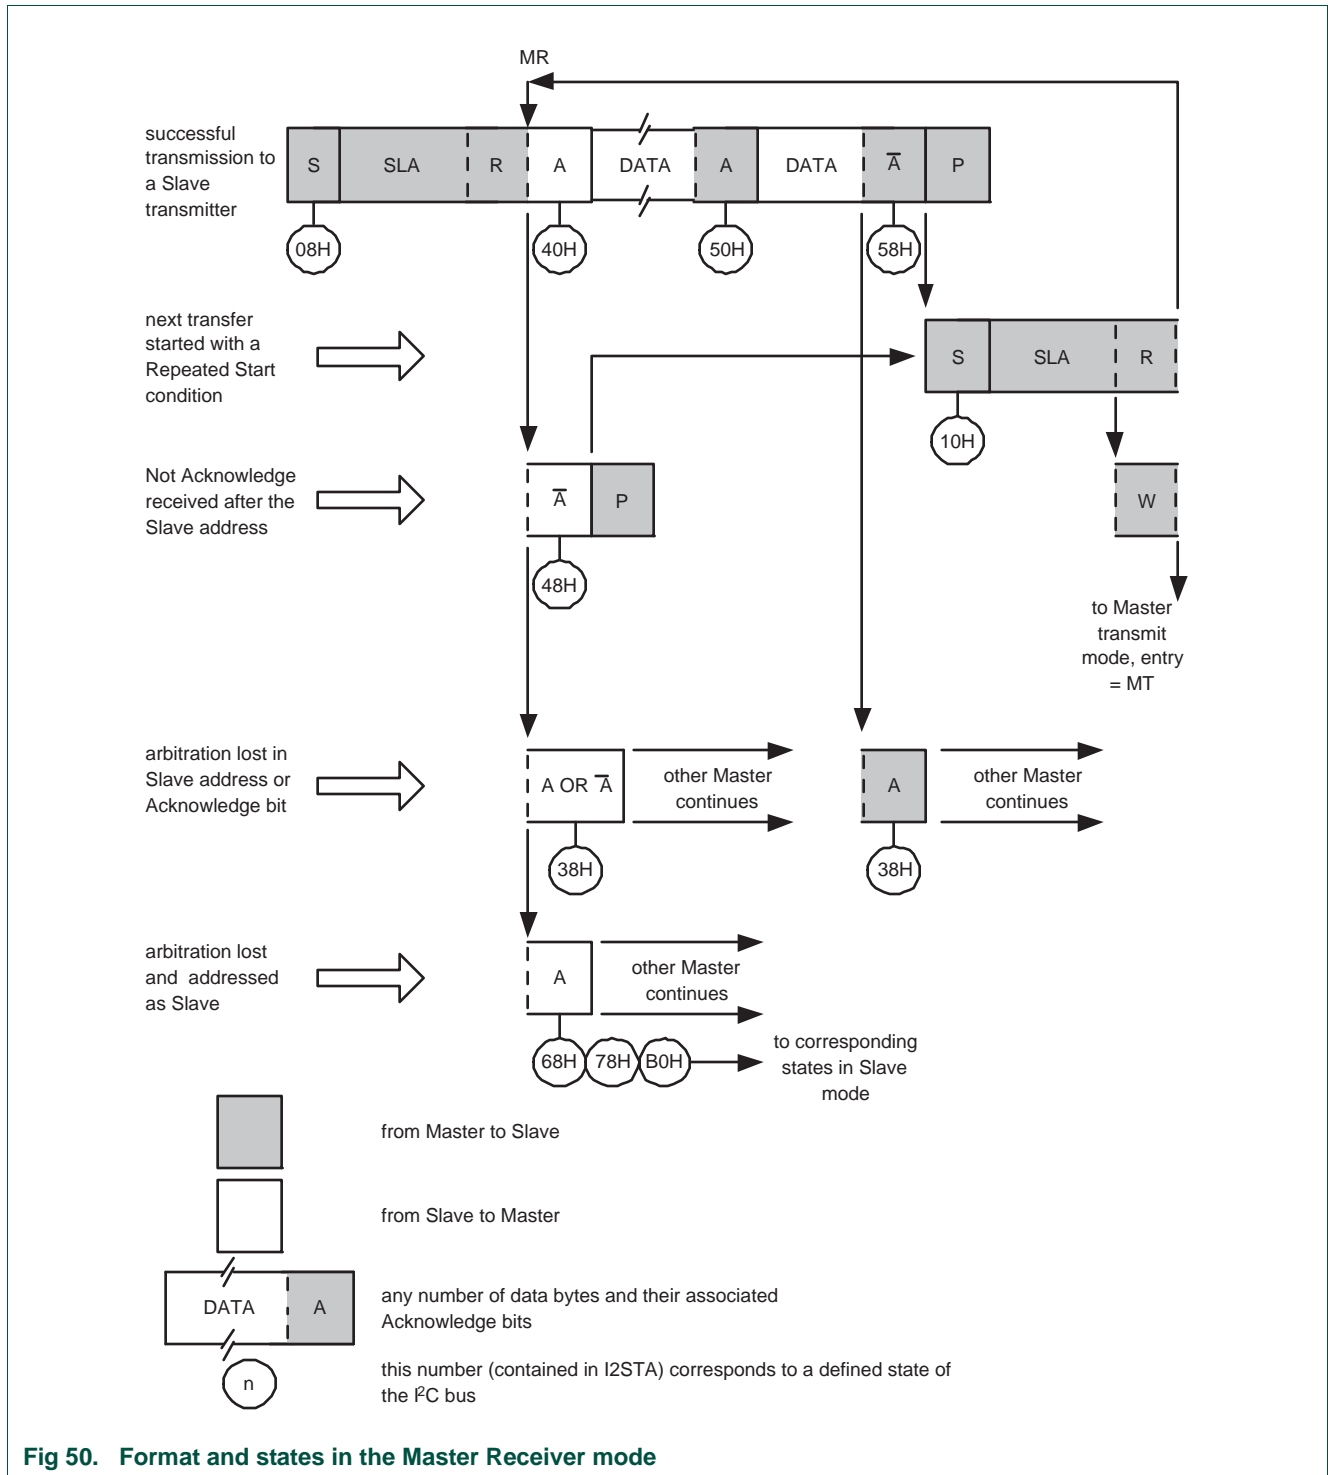 MR
successful
transmission to
a Slave
transmitter
S SLA R A DATA A DATA A̅ P
08H 40H 50H 58H
next transfer
started with a
Repeated Start
condition
S SLA R
10H
Not Acknowledge
received after the
Slave address
A̅ P
W
48H
to Master
transmit
mode, entry
= MT
arbitration lost in
Slave address or
Acknowledge bit
A OR A̅
other Master
continues
A
other Master
continues
38H 38H
arbitration lost
and addressed
as Slave
A
other Master
continues
68H 78H B0H
to corresponding
states in Slave
mode
from Master to Slave
from Slave to Master
DATA A
any number of data bytes and their associated
Acknowledge bits
n
this number (contained in I2STA) corresponds to a defined state of
the I²C bus
Fig 50. Format and states in the Master Receiver mode